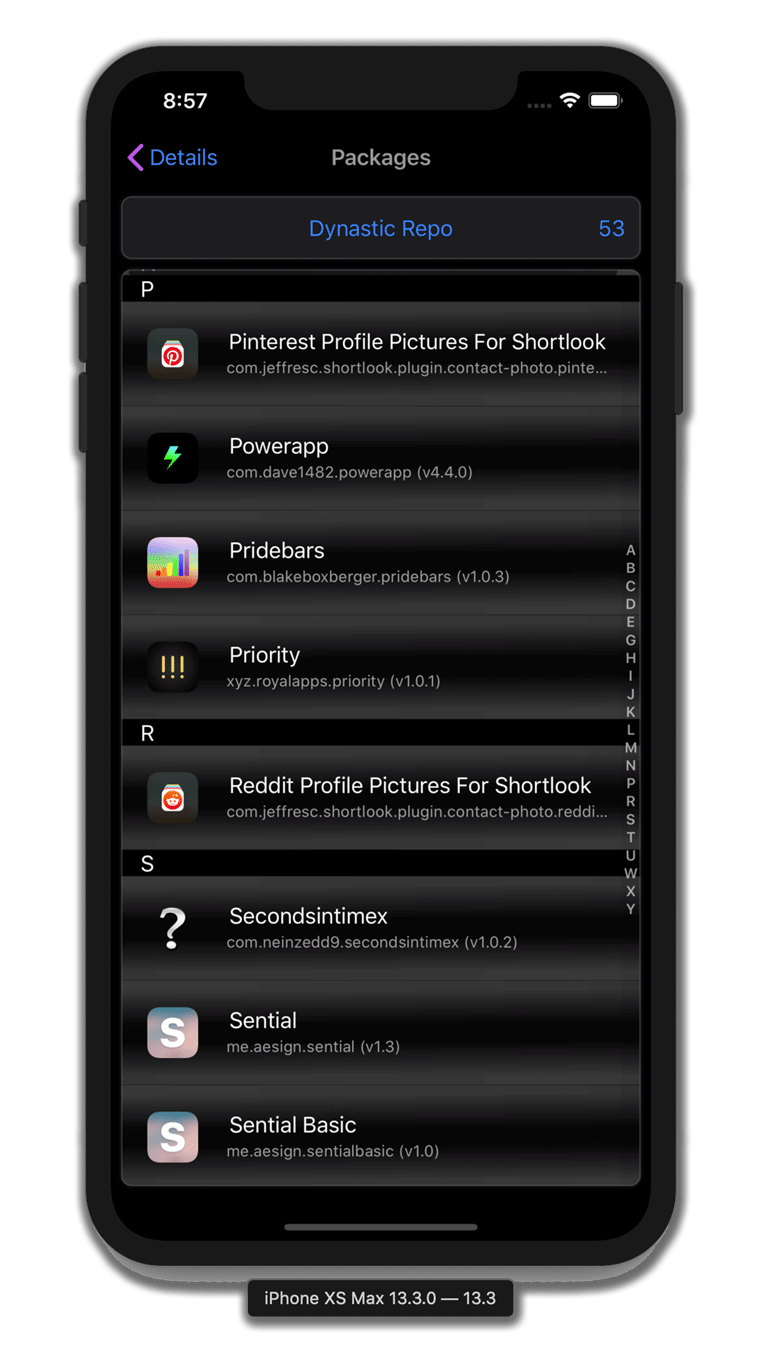 8:57
Details
Packages
Dynastic Repo
53
P
Pinterest Profile Pictures For Shortlook
com.jeffresc.shortlook.plugin.contact-photo.pinte...
Powerapp
com.dave1482.powerapp (v4.4.0)
Pridebars
com.blakeboxberger.pridebars (v1.0.3)
!!!
Priority
xyz.royalapps.priority (v1.0.1)
R
Reddit Profile Pictures For Shortlook
com.jeffresc.shortlook.plugin.contact-photo.reddi...
S
?
Secondsintimex
com.neinzedd9.secondsintimex (v1.0.2)
S
Sential
me.aesign.sential (v1.3)
S
Sential Basic
me.aesign.sentialbasic (v1.0)
A
B
C
D
E
G
H
I
J
K
L
M
N
P
R
S
T
U
W
X
Y
iPhone XS Max 13.3.0 — 13.3